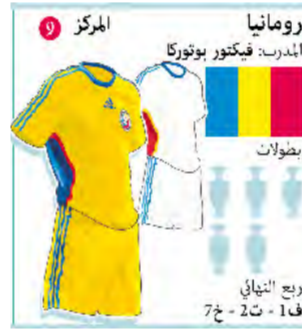 رومانيا
المركز 9
المدرب: فيكتور بوتوركا
بطولات
ربع النهائي
ف1 - ت2 - خ7